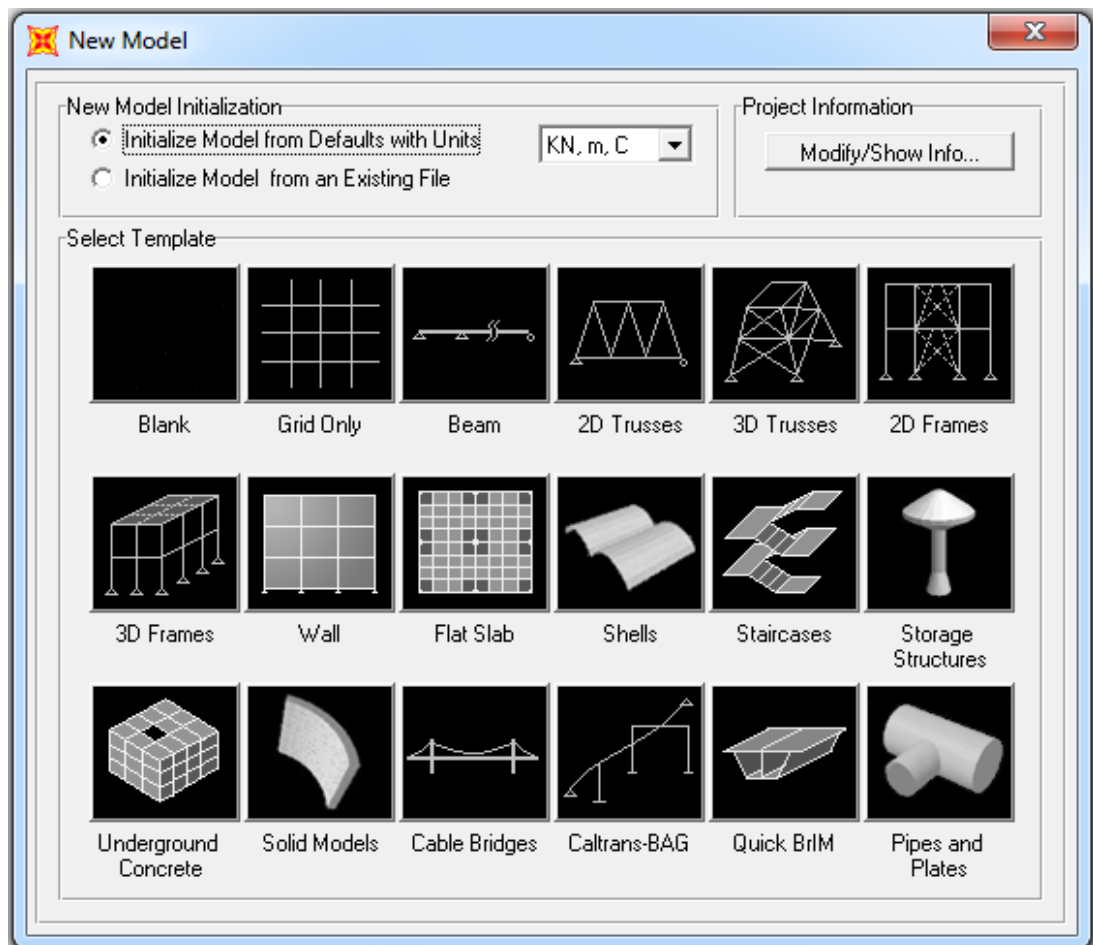 New Model
New Model Initialization
Initialize Model from Defaults with Units
KN, m, C
Initialize Model from an Existing File
Project Information
Modify/Show Info...
Select Template
Blank
Grid Only
Beam
2D Trusses
3D Trusses
2D Frames
3D Frames
Wall
Flat Slab
Shells
Staircases
Storage
Structures
Underground
Concrete
Solid Models
Cable Bridges
Caltrans-BAG
Quick BrIM
Pipes and
Plates